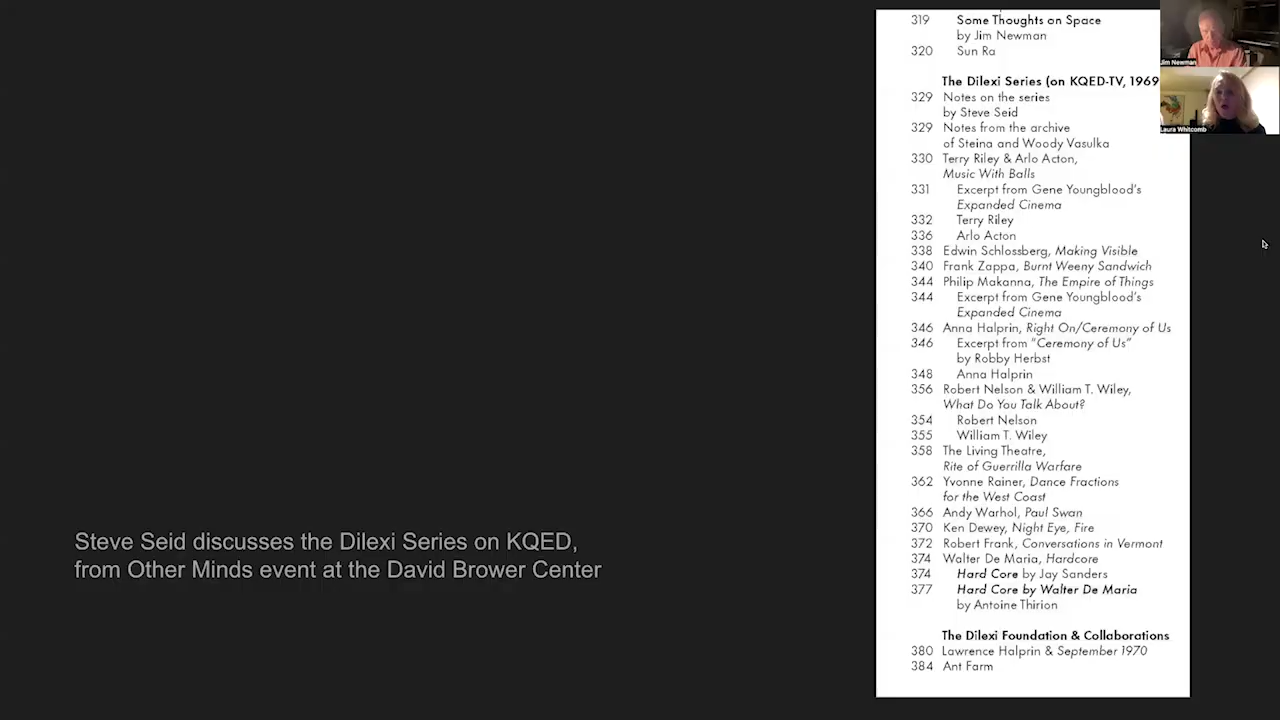 319 Some Thoughts on Space
by Jim Newman
320 Sun Ra
The Dilexi Series (on KQED-TV, 1969
329 Notes on the series
by Steve Seid
329 Notes from the archive
of Steina and Woody Vasulka
330 Terry Riley & Arlo Acton,
Music With Balls
331 Excerpt from Gene Youngblood's
Expanded Cinema
332 Terry Riley
336 Arlo Acton
338 Edwin Schlossberg, Making Visible
340 Frank Zappa, Burnt Weeny Sandwich
344 Philip Makanna, The Empire of Things
344 Excerpt from Gene Youngblood's
Expanded Cinema
346 Anna Halprin, Right On/Ceremony of Us
346 Excerpt from "Ceremony of Us"
by Robby Herbst
348 Anna Halprin
356 Robert Nelson & William T. Wiley,
What Do You Talk About?
354 Robert Nelson
355 William T. Wiley
358 The Living Theatre,
Rite of Guerrilla Warfare
362 Yvonne Rainer, Dance Fractions
for the West Coast
366 Andy Warhol, Paul Swan
370 Ken Dewey, Night Eye, Fire
372 Robert Frank, Conversations in Vermont
374 Walter De Maria, Hardcore
374 Hard Core by Jay Sanders
377 Hard Core by Walter De Maria
by Antoine Thirion
The Dilexi Foundation & Collaborations
380 Lawrence Halprin & September 1970
384 Ant Farm
Steve Seid discusses the Dilexi Series on KQED,
from Other Minds event at the David Brower Center
Jim Newman
Laura Whitcomb